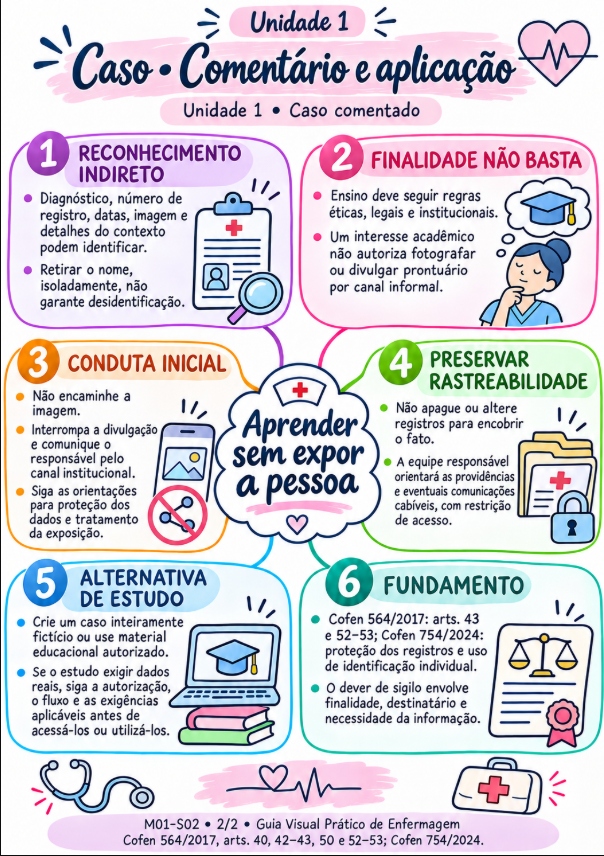 Unidade 1
Caso • Comentário e aplicação
Unidade 1 • Caso comentado
1 RECONHECIMENTO
INDIRETO
• Diagnóstico, número de
registro, datas, imagem e
detalhes do contexto
podem identificar.
• Retirar o nome,
isoladamente, não
garante desidentificação.
2 FINALIDADE NÃO BASTA
• Ensino deve seguir regras
éticas, legais e institucionais.
• Um interesse acadêmico
não autoriza fotografar
ou divulgar prontuário
por canal informal.
3 CONDUTA INICIAL
• Não encaminhe a
imagem.
• Interrompa a divulgação
e comunique o
responsável pelo
canal institucional.
• Siga as orientações
para proteção dos
dados e tratamento
da exposição.
4 PRESERVAR
RASTREABILIDADE
• Não apague ou altere
registros para encobrir
o fato.
• A equipe responsável
orientará as providências
e eventuais comunicações
cabíveis, com restrição
de acesso.
Aprender
sem expor
a pessoa
5 ALTERNATIVA
DE ESTUDO
• Crie um caso inteiramente
fictício ou use material
educacional autorizado.
• Se o estudo exigir dados
reais, siga a autorização,
o fluxo e as exigências
aplicáveis antes de
acessá-los ou utilizá-los.
6 FUNDAMENTO
• Cofen 564/2017: arts. 43
e 52–53; Cofen 754/2024:
proteção dos registros e uso
de identificação individual.
• O dever de sigilo envolve
finalidade, destinatário e
necessidade da informação.
M01-S02 • 2/2 • Guia Visual Prático de Enfermagem
Cofen 564/2017, arts. 40, 42–43, 50 e 52–53; Cofen 754/2024.